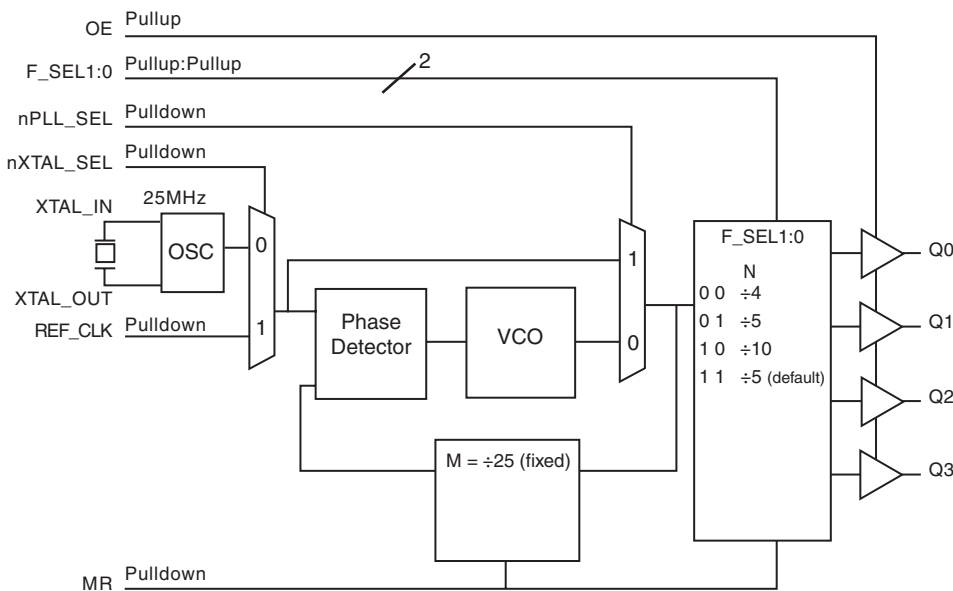 OE Pullup
F_SEL1:0 Pullup:Pullup 2
nPLL_SEL Pulldown
nXTAL_SEL Pulldown
XTAL_IN 25MHz
OSC
XTAL_OUT
REF_CLK Pulldown
0
1
Phase
Detector
VCO
1
0
M = ÷25 (fixed)
F_SEL1:0
N
0 0 ÷4
0 1 ÷5
1 0 ÷10
1 1 ÷5 (default)
Q0
Q1
Q2
Q3
MR Pulldown